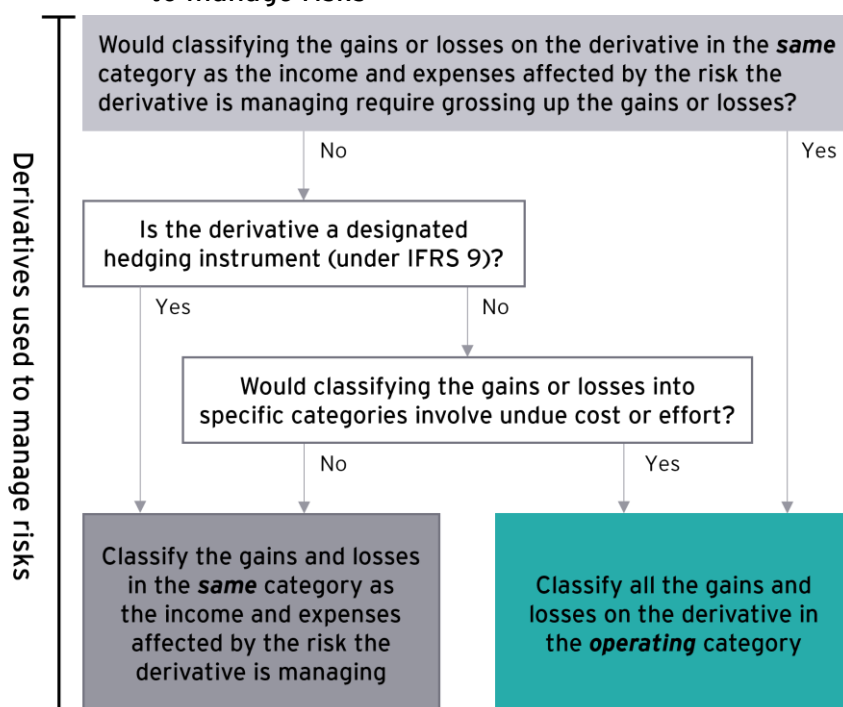 to manage risks
Would classifying the gains or losses on the derivative in the same
category as the income and expenses affected by the risk the
derivative is managing require grossing up the gains or losses?
No
Yes
Derivatives used to manage risks
Is the derivative a designated
hedging instrument (under IFRS 9)?
Yes
No
Would classifying the gains or losses into
specific categories involve undue cost or effort?
No
Yes
Classify the gains and losses
in the same category as
the income and expenses
affected by the risk the
derivative is managing
Classify all the gains and
losses on the derivative in
the operating category